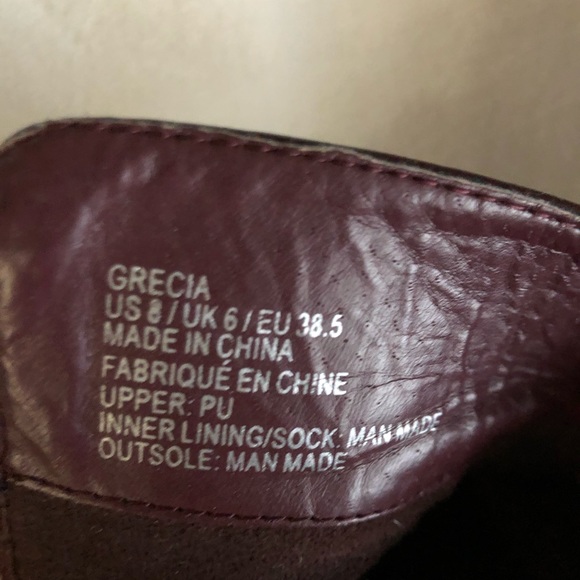 GRECIA
US 8 / UK 6 / EU 38.5
MADE IN CHINA
FABRIQUÉ EN CHINE
UPPER: PU
INNER LINING/SOCK: MAN MADE
OUTSOLE: MAN MADE